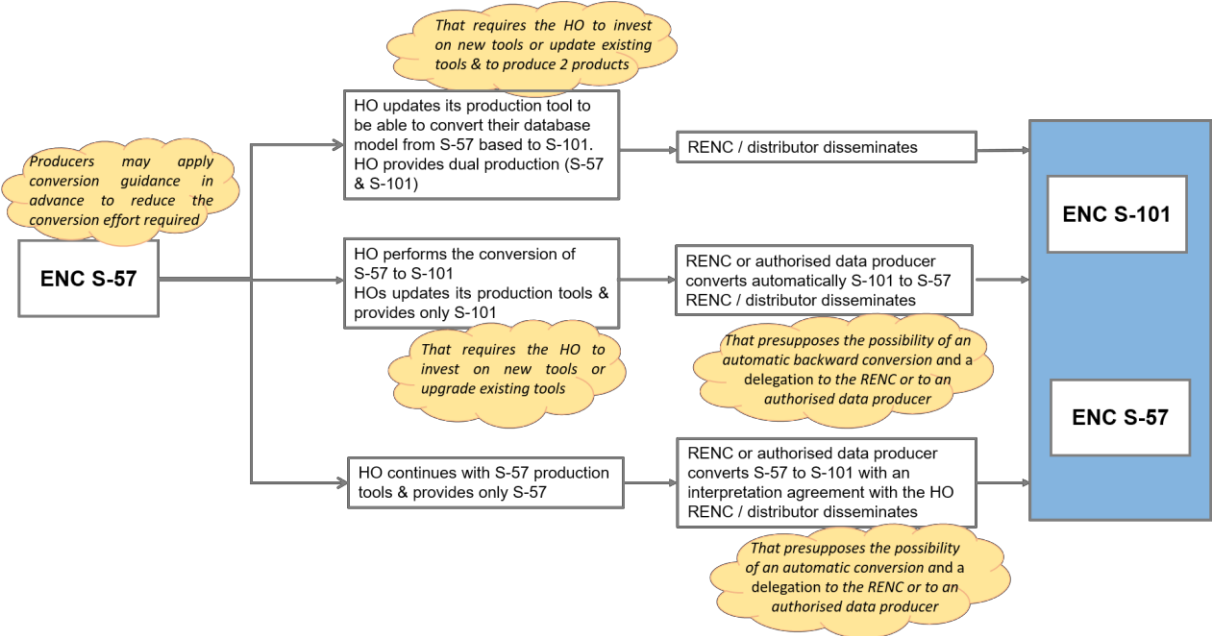 That requires the HO to invest
on new tools or update existing
tools & to produce 2 products
HO updates its production tool to
be able to convert their database
model from S-57 based to S-101.
HO provides dual production (S-57
& S-101)
RENC / distributor disseminates
Producers may apply
conversion guidance in
advance to reduce the
conversion effort required
ENC S-57
HO performs the conversion of
S-57 to S-101
HOs updates its production tools &
provides only S-101
RENC or authorised data producer
converts automatically S-101 to S-57
RENC / distributor disseminates
That requires the HO to
invest on new tools or
upgrade existing tools
That presupposes the possibility of an
automatic backward conversion and a
delegation to the RENC or to an
authorised data producer
HO continues with S-57 production
tools & provides only S-57
RENC or authorised data producer
converts S-57 to S-101 with an
interpretation agreement with the HO
RENC / distributor disseminates
That presupposes the possibility
of an automatic conversion and a
delegation to the RENC or to an
authorised data producer
ENC S-101
ENC S-57